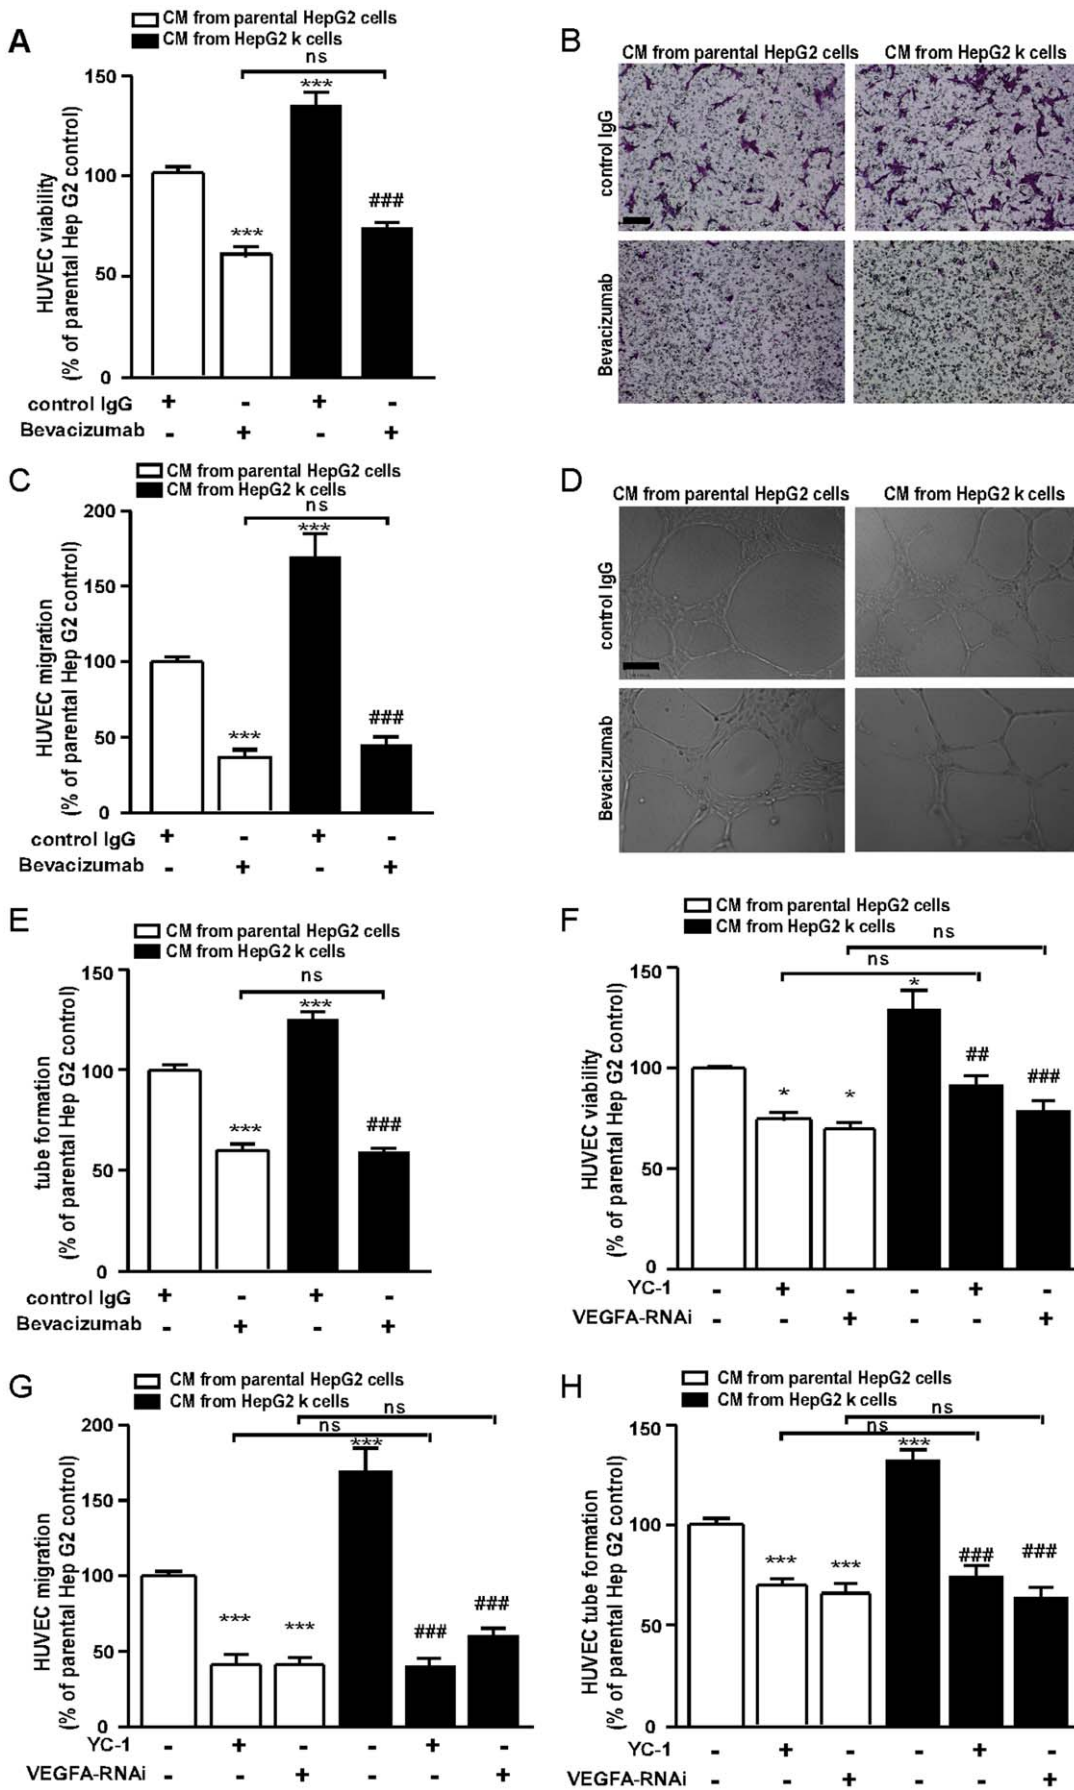 A
CM from parental HepG2 cells
CM from HepG2 k cells
ns
***
***
###
150
100
50
0
HUVEC viability
(% of parental Hep G2 control)
control IgG + - + -
Bevacizumab - + - +
B
CM from parental HepG2 cells CM from HepG2 k cells
control IgG
Bevacizumab
C
CM from parental HepG2 cells
CM from HepG2 k cells
ns
***
***
###
200
150
100
50
0
HUVEC migration
(% of parental Hep G2 control)
control IgG + - + -
Bevacizumab - + - +
D
CM from parental HepG2 cells CM from HepG2 k cells
control IgG
Bevacizumab
E
CM from parental HepG2 cells
CM from HepG2 k cells
ns
***
***
###
150
100
50
0
tube formation
(% of parental Hep G2 control)
control IgG + - + -
Bevacizumab - + - +
F
CM from parental HepG2 cells
CM from HepG2 k cells
ns
ns
*
*
*
##
###
150
100
50
0
HUVEC viability
(% of parental Hep G2 control)
YC-1 - + - - + -
VEGFA-RNAi - - + - - +
G
CM from parental HepG2 cells
CM from HepG2 k cells
ns
ns
***
***
***
###
###
200
150
100
50
0
HUVEC migration
(% of parental Hep G2 control)
YC-1 - + - - + -
VEGFA-RNAi - - + - - +
H
CM from parental HepG2 cells
CM from HepG2 k cells
ns
ns
***
***
***
###
###
150
100
50
0
HUVEC tube formation
(% of parental Hep G2 control)
YC-1 - + - - + -
VEGFA-RNAi - - + - - +